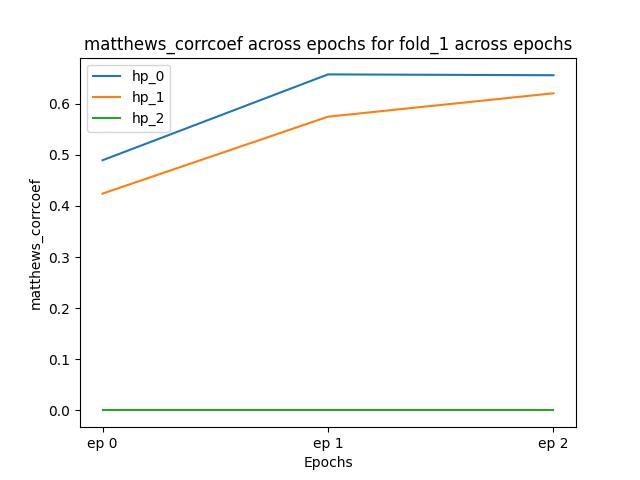 matthews_corrcoef across epochs for fold_1 across epochs
hp_0
hp_1
hp_2
matthews_corrcoef
0.6
0.5
0.4
0.3
0.2
0.1
0.0
ep 0
ep 1
ep 2
Epochs